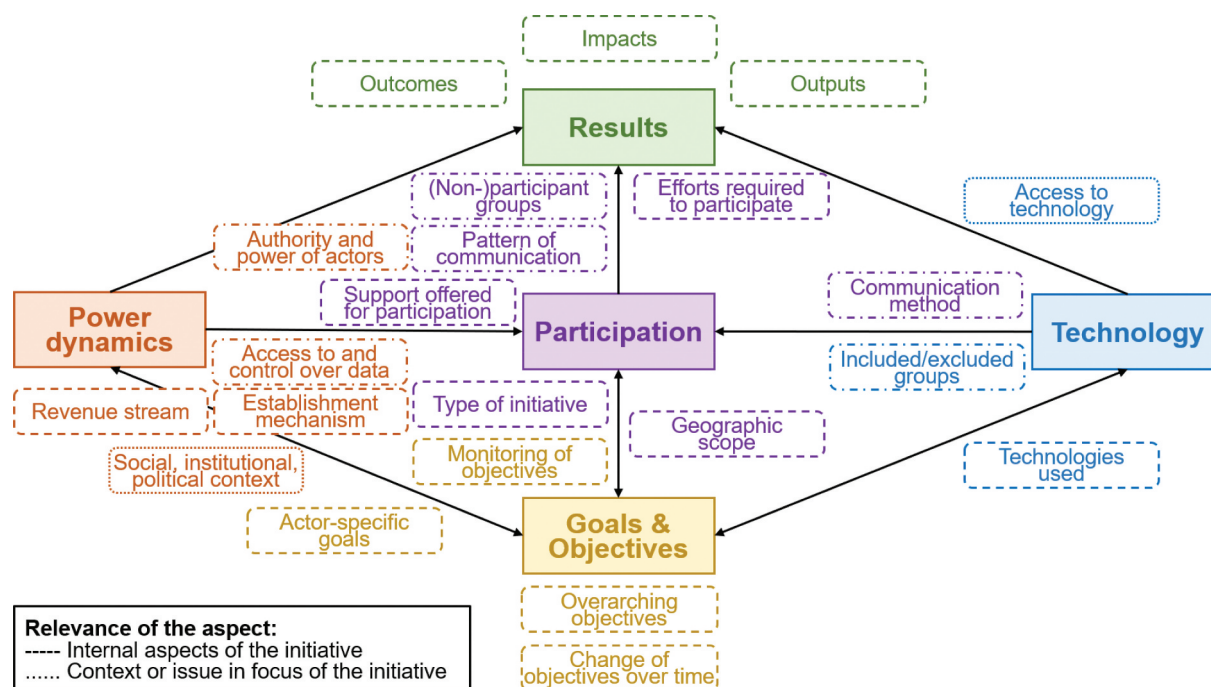 Impacts
Outcomes
Outputs
Results
(Non-)participant
groups
Efforts required
to participate
Access to
technology
Authority and
power of actors
Pattern of
communication
Support offered
for participation
Communication
method
Power
dynamics
Participation
Technology
Access to and
control over data
Included/excluded
groups
Revenue stream
Establishment
mechanism
Type of initiative
Geographic
scope
Social, institutional,
political context
Monitoring of
objectives
Technologies
used
Actor-specific
goals
Goals &
Objectives
Overarching
objectives
Change of
objectives over time
Relevance of the aspect:
----- Internal aspects of the initiative
...... Context or issue in focus of the initiative